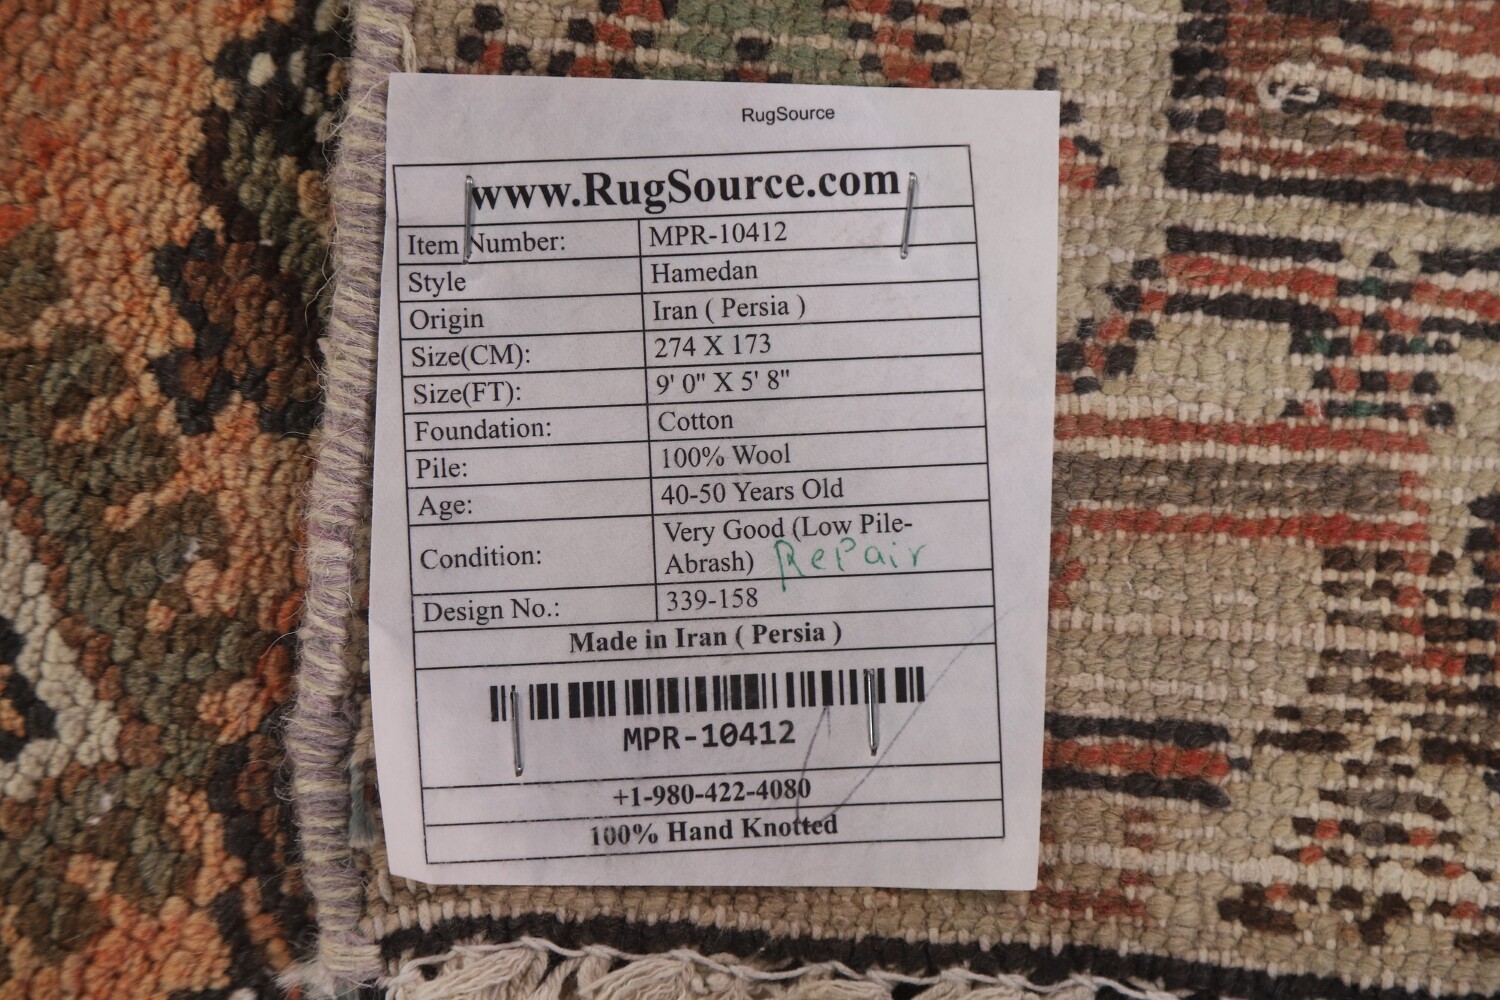 RugSource
www.RugSource.com
Item Number: MPR-10412
Style Hamedan
Origin Iran ( Persia )
Size(CM): 274 X 173
Size(FT): 9' 0" X 5' 8"
Foundation: Cotton
Pile: 100% Wool
Age: 40-50 Years Old
Condition: Very Good (Low Pile-
Abrash) Repair
Design No.: 339-158
Made in Iran ( Persia )
MPR-10412
+1-980-422-4080
100% Hand Knotted